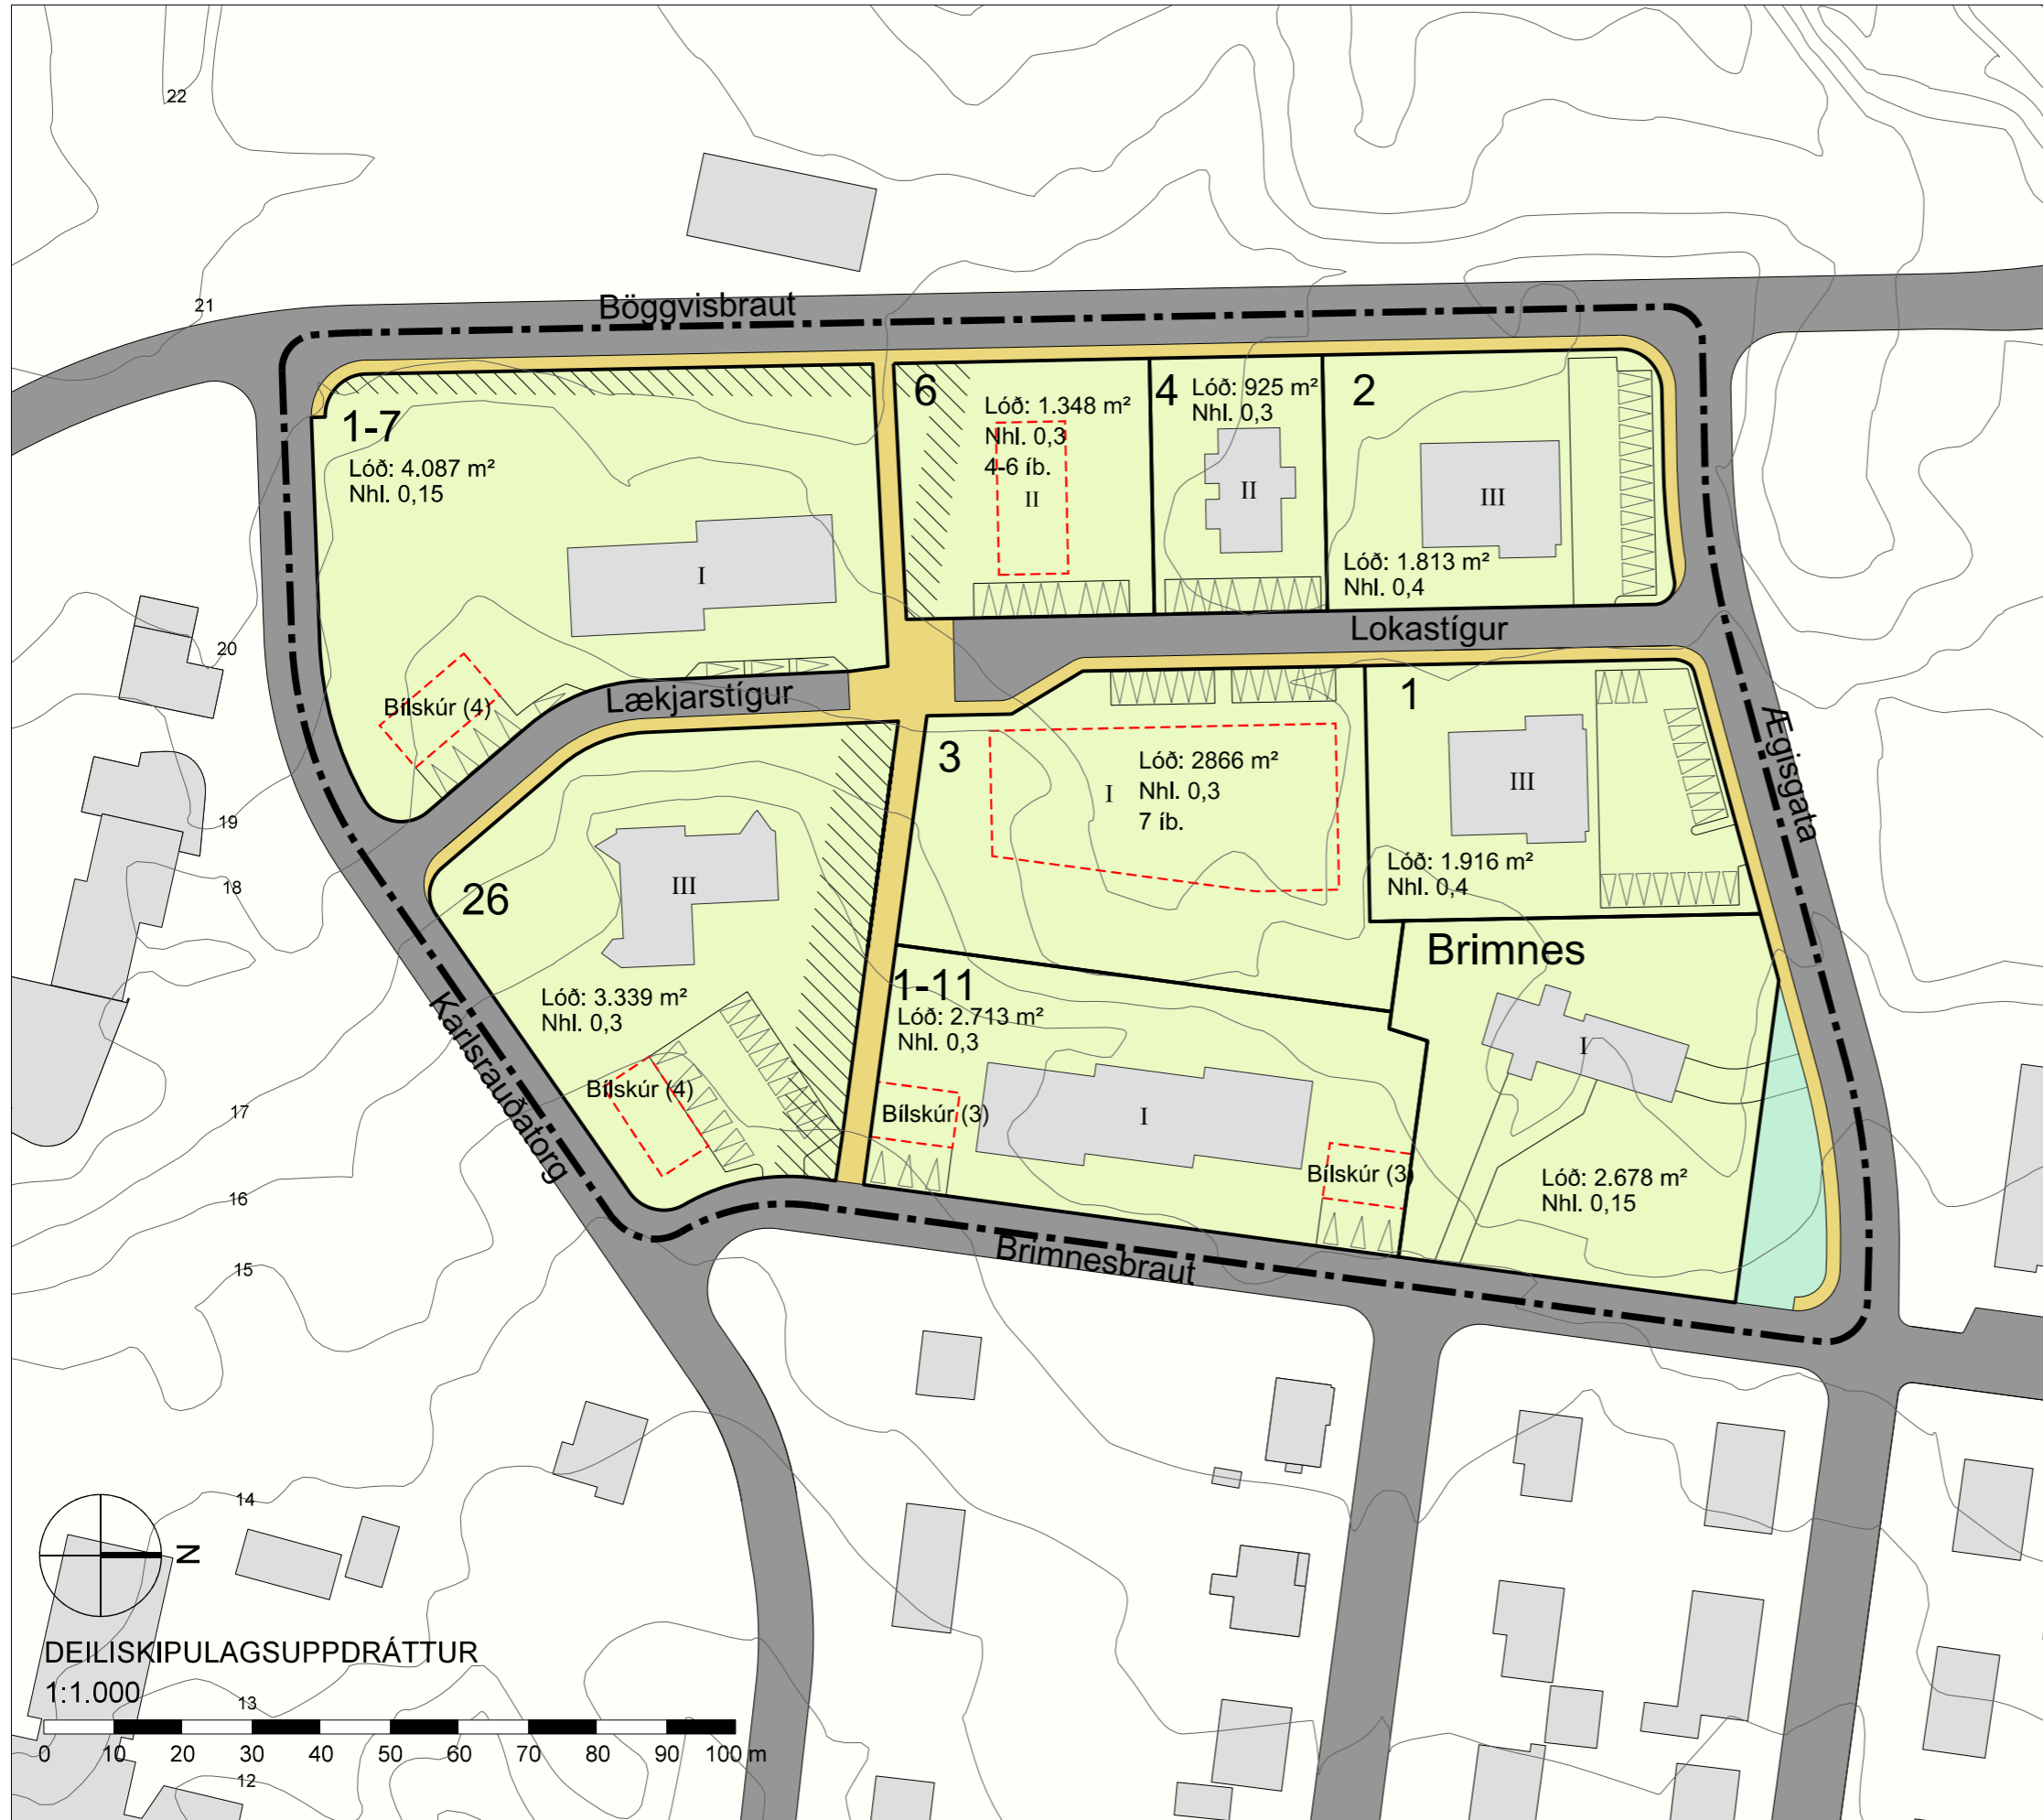 22
21
Böggvisbraut
6
4
Lóð: 925 m²
Nhl. 0,3
2
1-7
Lóð: 4.087 m²
Nhl. 0,15
Lóð: 1.348 m²
Nhl. 0,3
4-6 íb.
II
II
III
Lóð: 1.813 m²
Nhl. 0,4
I
Lokastígur
20
Bílskúr (4)
Lækjarstígur
1
Ægisgata
3
Lóð: 2866 m²
Nhl. 0,3
7 íb.
I
III
19
18
Lóð: 1.916 m²
Nhl. 0,4
26
III
Brimnes
1-11
Lóð: 2.713 m²
Nhl. 0,3
Lóð: 3.339 m²
Nhl. 0,3
Karlsrauðatorg
I
Bílskúr (4)
Bílskúr (3)
I
17
Bílskúr (3)
Lóð: 2.678 m²
Nhl. 0,15
16
Brimnesbraut
15
14
N
DEILISKIPULAGSUPPDRÁTTUR
1:1.000
13
0 10 20 30 40 50 60 70 80 90 100 m
12